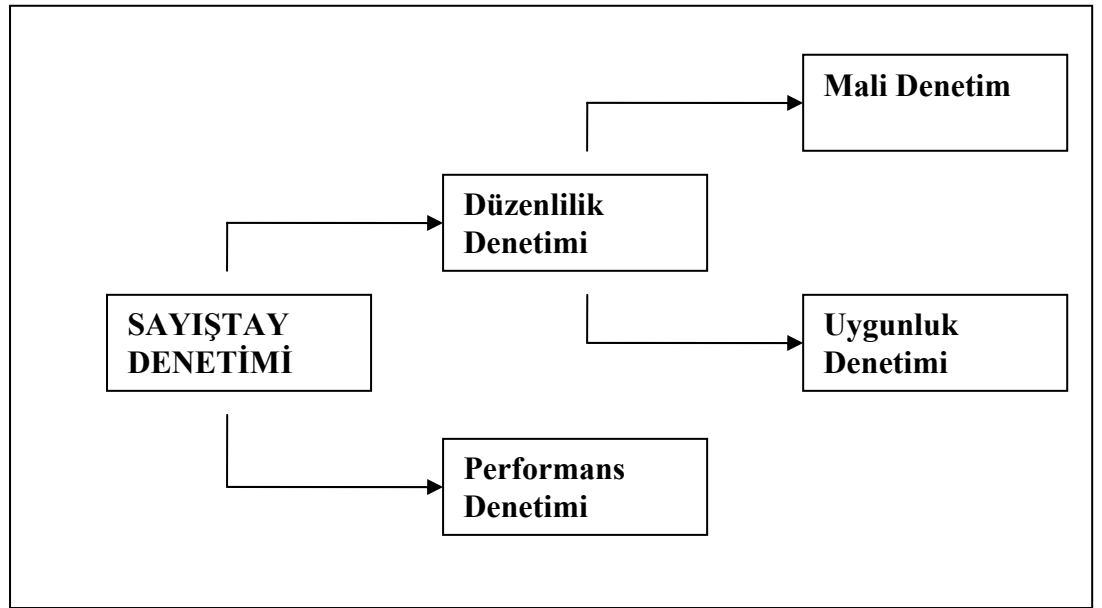 Mali Denetim
Düzenlilik
Denetimi
SAYIŞTAY
DENETİMİ
Uygunluk
Denetimi
Performans
Denetimi